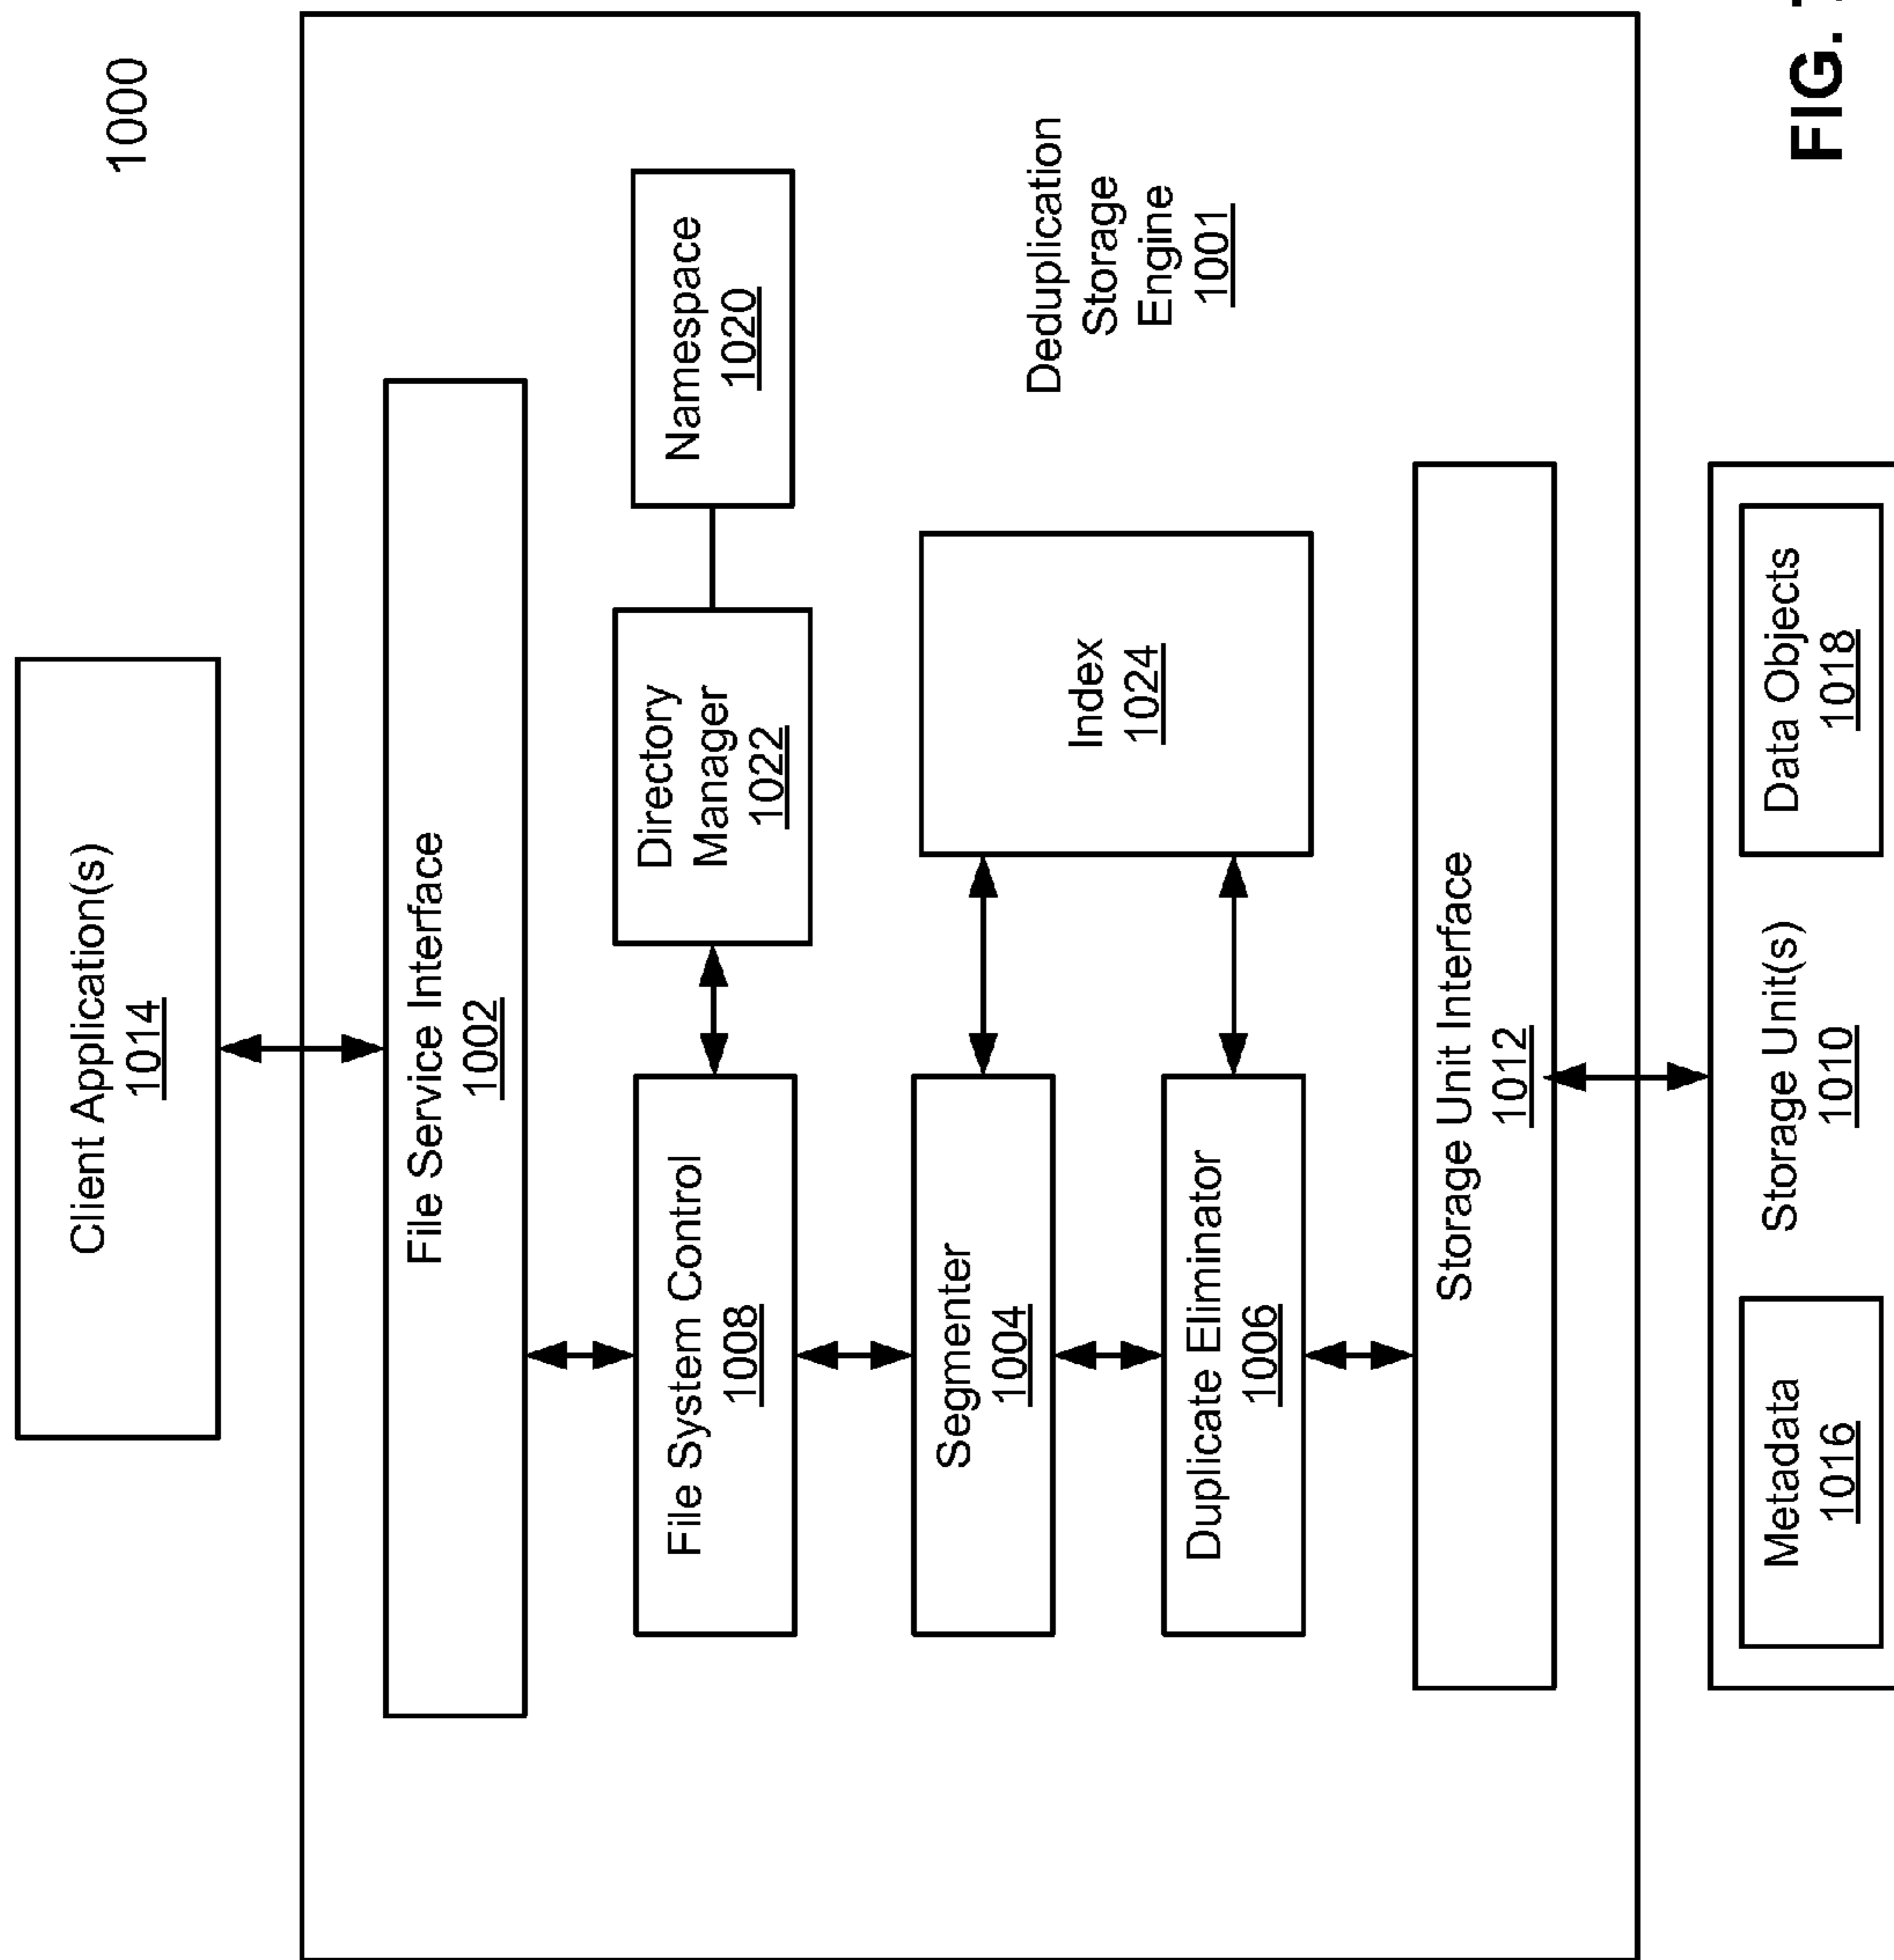 1000
Client Application(s)
1014
File Service Interface
1002
File System Control
1008
Directory
Manager
1022
Namespace
1020
Segmenter
1004
Index
1024
Duplicate Eliminator
1006
Deduplication
Storage
Engine
1001
Storage Unit Interface
1012
Metadata
1016
Storage Unit(s)
1010
Data Objects
1018
FIG.